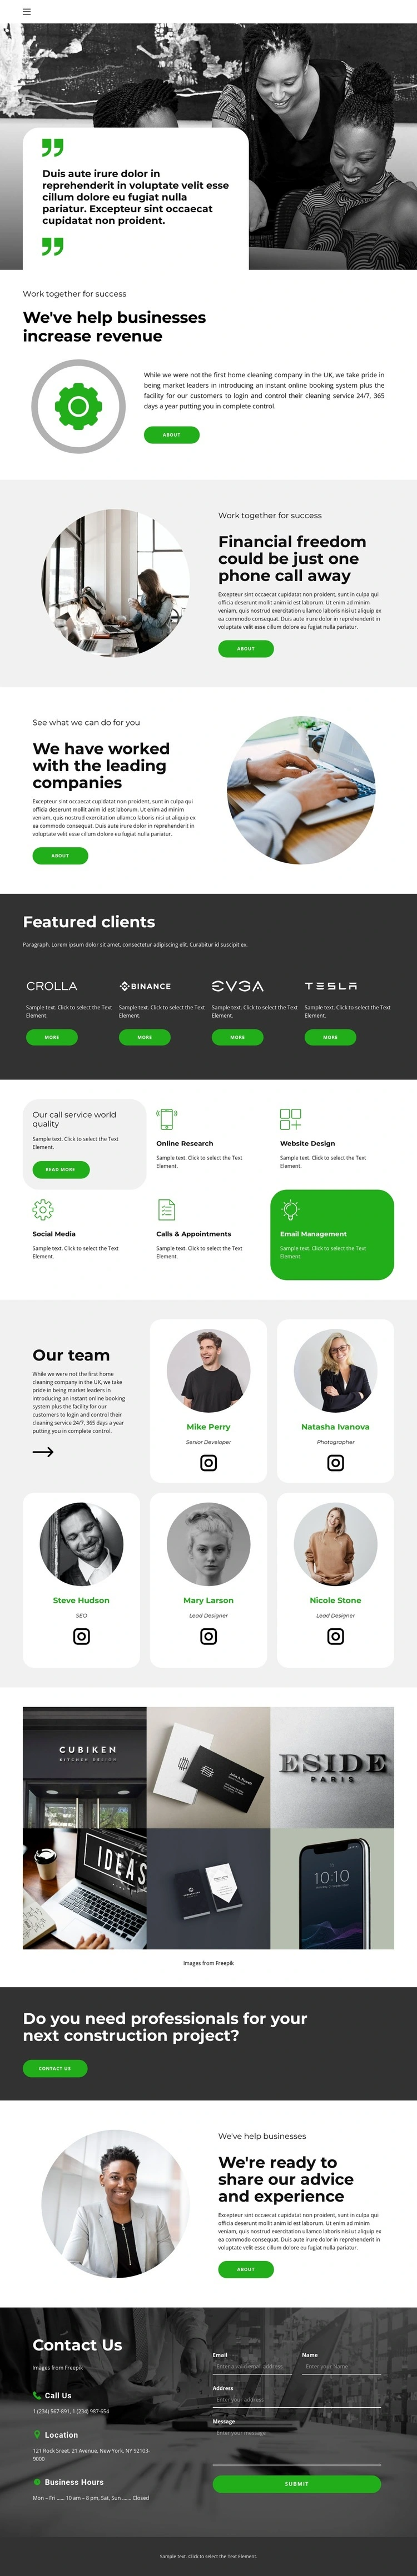 Duis aute irure dolor in
reprehenderit in voluptate velit esse
cillum dolore eu fugiat nulla
pariatur. Excepteur sint occaecat
cupidatat non proident.
Work together for success
We've help businesses
increase revenue
While we were not the first home cleaning company in the UK, we take pride in
being market leaders in introducing an instant online booking system plus the
facility for our customers to login and control their cleaning service 24/7, 365
days a year putting you in complete control.
ABOUT
Work together for success
Financial freedom
could be just one
phone call away
Excepteur sint occaecat cupidatat non proident, sunt in culpa qui
officia deserunt mollit anim id est laborum. Ut enim ad minim
veniam, quis nostrud exercitation ullamco laboris nisi ut aliquip ex
ea commodo consequat. Duis aute irure dolor in reprehenderit in
voluptate velit esse cillum dolore eu fugiat nulla pariatur.
ABOUT
See what we can do for you
We have worked
with the leading
companies
Excepteur sint occaecat cupidatat non proident, sunt in culpa qui
officia deserunt mollit anim id est laborum. Ut enim ad minim
veniam, quis nostrud exercitation ullamco laboris nisi ut aliquip ex
ea commodo consequat. Duis aute irure dolor in reprehenderit in
voluptate velit esse cillum dolore eu fugiat nulla pariatur.
ABOUT
Featured clients
Paragraph. Lorem ipsum dolor sit amet, consectetur adipiscing elit. Curabitur id suscipit ex.
CROLLA
BINANCE
EVGA
TESLA
Sample text. Click to select the Text
Element.
Sample text. Click to select the Text
Element.
Sample text. Click to select the Text
Element.
Sample text. Click to select the Text
Element.
MORE
MORE
MORE
MORE
Our call service world
quality
Sample text. Click to select the Text
Element.
READ MORE
Online Research
Sample text. Click to select the Text
Element.
Website Design
Sample text. Click to select the Text
Element.
Social Media
Sample text. Click to select the Text
Element.
Calls & Appointments
Sample text. Click to select the Text
Element.
Email Management
Sample text. Click to select the Text
Element.
Our team
While we were not the first home
cleaning company in the UK, we take
pride in being market leaders in
introducing an instant online booking
system plus the facility for our
customers to login and control their
cleaning service 24/7, 365 days a year
putting you in complete control.
Mike Perry
Senior Developer
Natasha Ivanova
Photographer
Steve Hudson
SEO
Mary Larson
Lead Designer
Nicole Stone
Lead Designer
CUBIKEN
KITCHEN DESIGN
ESIDE
PARIS
IDEAS
10:10
Images from Freepik
Do you need professionals for your
next construction project?
CONTACT US
We've help businesses
We're ready to
share our advice
and experience
Excepteur sint occaecat cupidatat non proident, sunt in culpa qui
officia deserunt mollit anim id est laborum. Ut enim ad minim
veniam, quis nostrud exercitation ullamco laboris nisi ut aliquip ex
ea commodo consequat. Duis aute irure dolor in reprehenderit in
voluptate velit esse cillum dolore eu fugiat nulla pariatur.
ABOUT
Contact Us
Images from Freepik
Call Us
1 (234) 567-891, 1 (234) 987-654
Location
121 Rock Sreet, 21 Avenue, New York, NY 92103-
9000
Business Hours
Mon – Fri ...... 10 am – 8 pm, Sat, Sun ....... Closed
Email
Enter a valid email address
Name
Enter your Name
Address
Enter your address
Message
Enter your message
SUBMIT
Sample text. Click to select the Text Element.